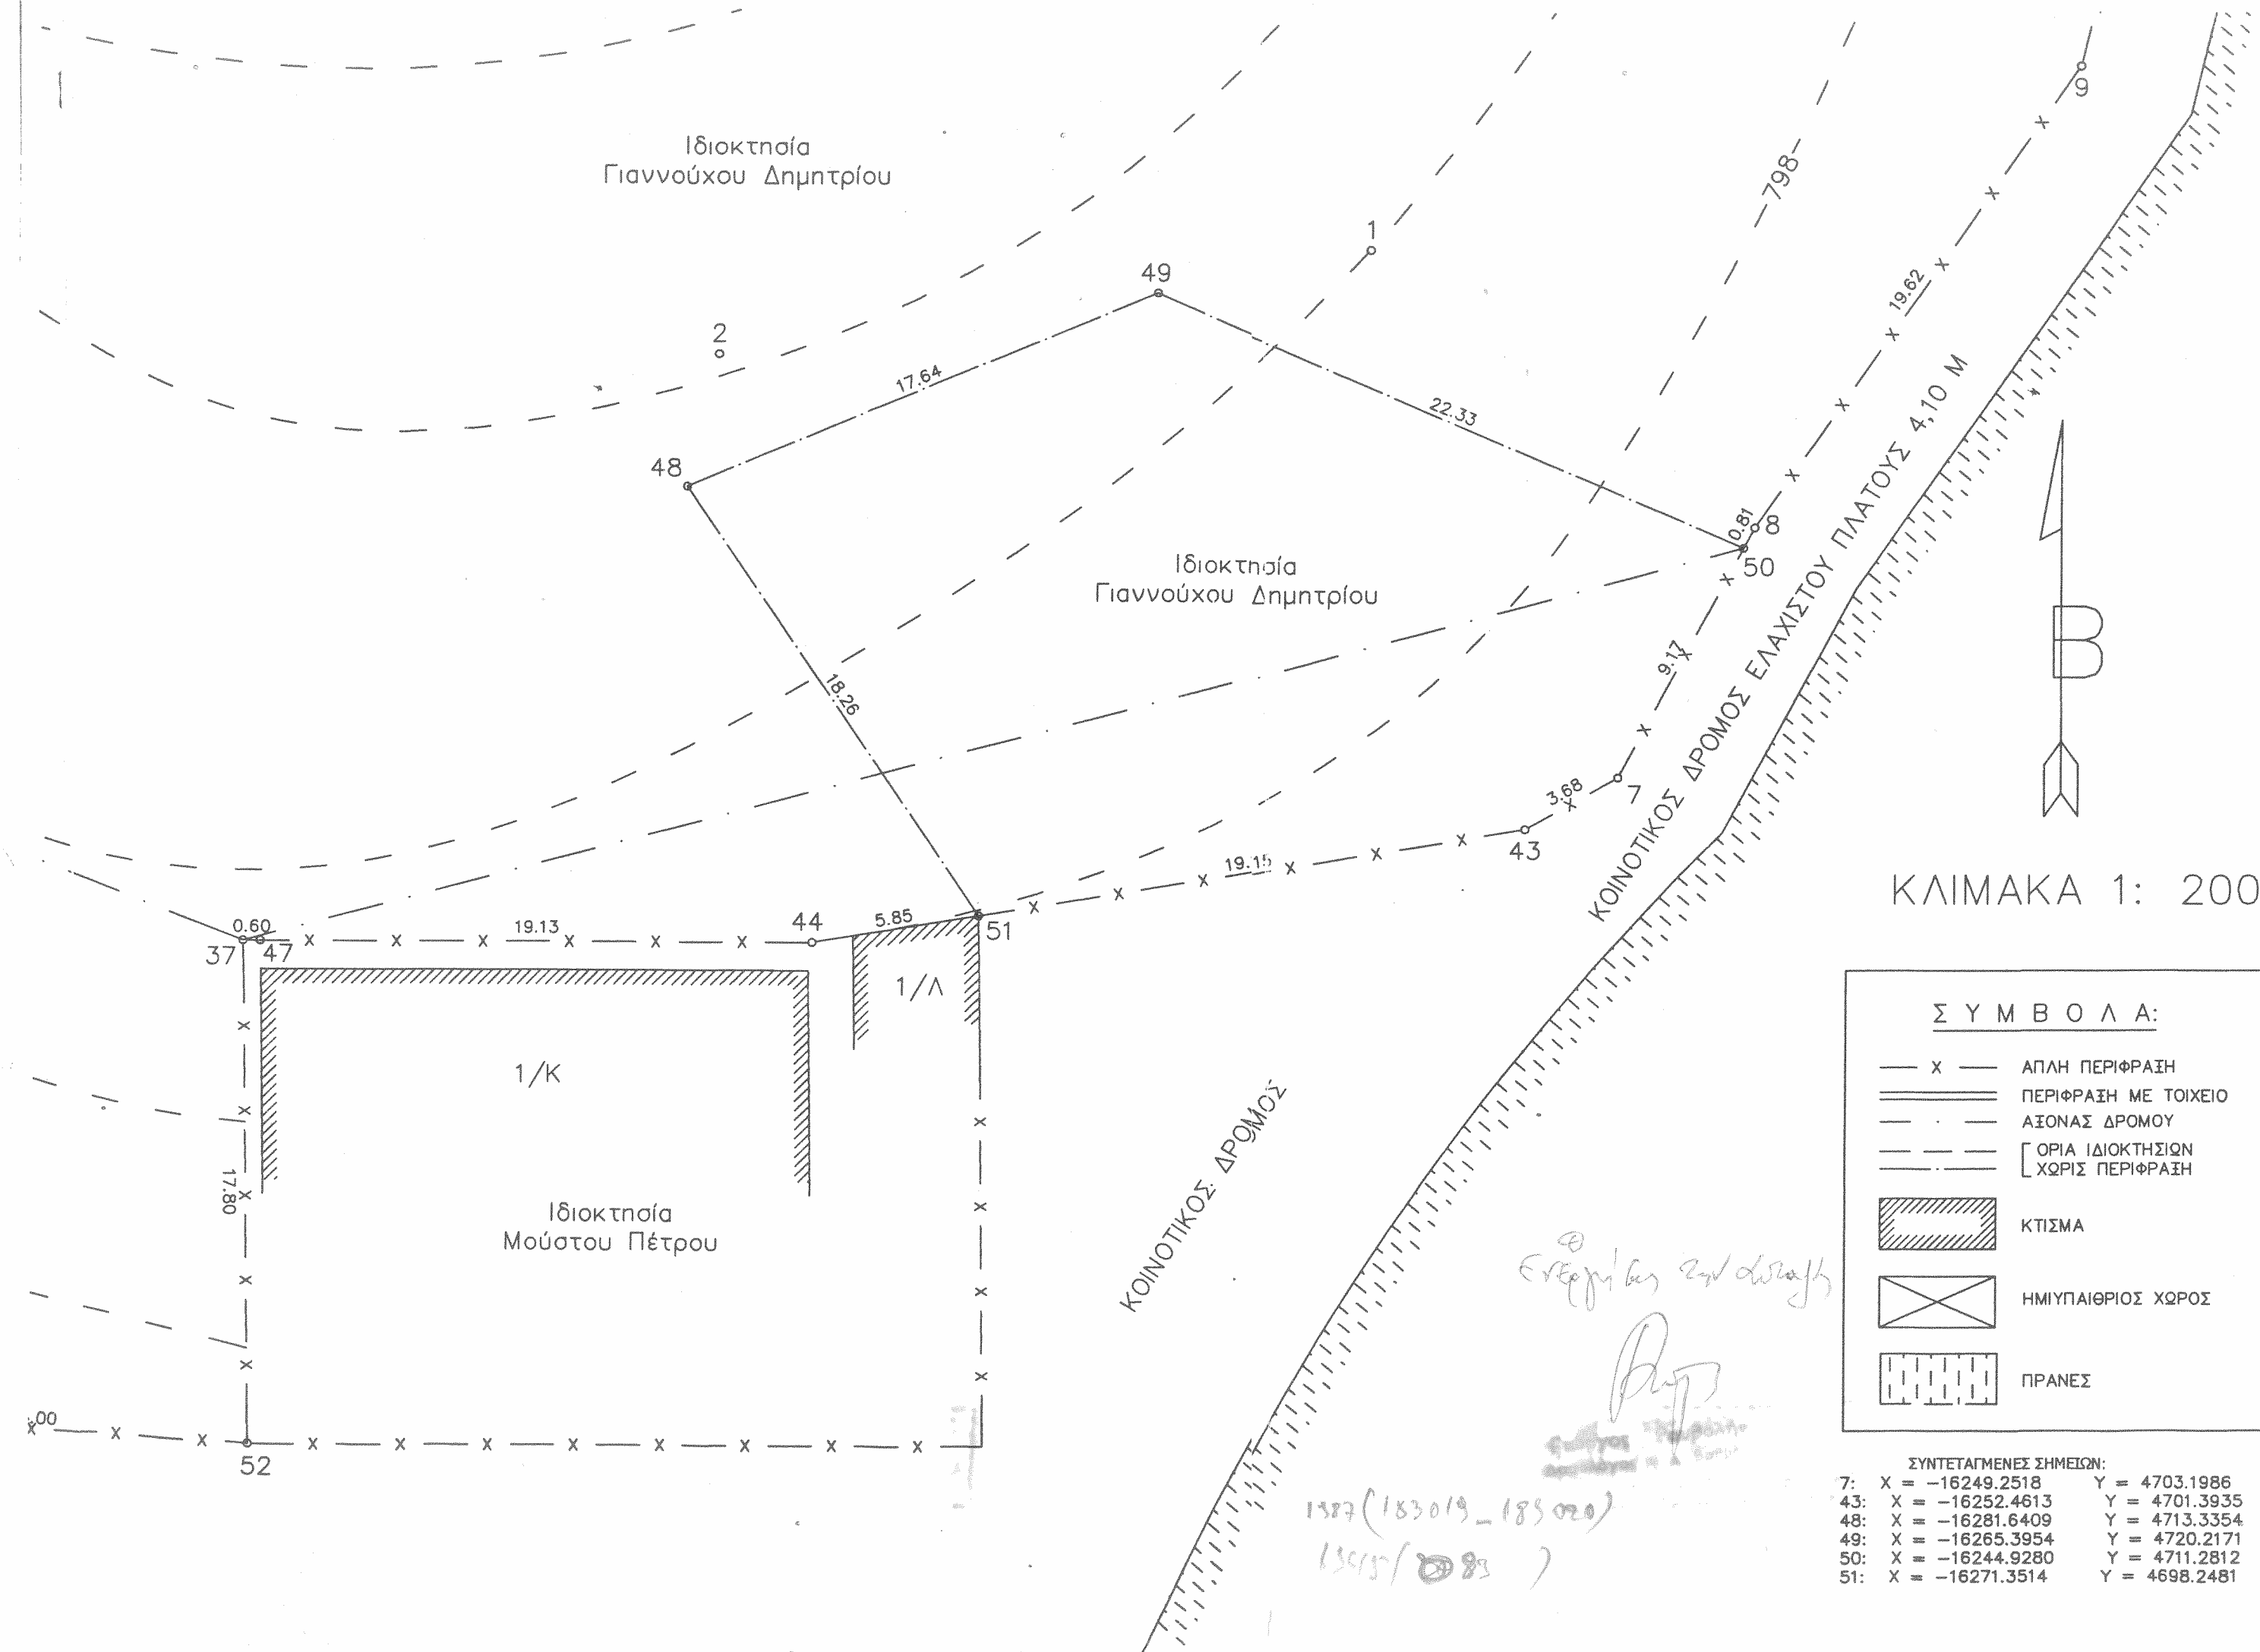 Ιδιοκτησία
Γιαννούχου Δημητρίου
9
798
1
49
2
19.62
17.64
22.33
48
0.81
8
50
ΚΟΙΝΟΤΙΚΟΣ ΔΡΟΜΟΣ ΕΛΑΧΙΣΤΟΥ ΠΛΑΤΟΥΣ 4,10 Μ
Ιδιοκτησία
Γιαννούχου Δημητρίου
Β
9.17
18.26
7
3.68
43
19.15
ΚΛΙΜΑΚΑ 1: 200
0.60
19.13
44
5.85
51
37
47
1/Λ
1/Κ
17.80
Ιδιοκτησία
Μούστου Πέτρου
ΚΟΙΝΟΤΙΚΟΣ ΔΡΟΜΟΣ
.00
52
ΣΥΜΒΟΛΑ:
ΑΠΛΗ ΠΕΡΙΦΡΑΞΗ
ΠΕΡΙΦΡΑΞΗ ΜΕ ΤΟΙΧΕΙΟ
ΑΞΟΝΑΣ ΔΡΟΜΟΥ
ΟΡΙΑ ΙΔΙΟΚΤΗΣΙΩΝ
ΧΩΡΙΣ ΠΕΡΙΦΡΑΞΗ
ΚΤΙΣΜΑ
ΗΜΙΥΠΑΙΘΡΙΟΣ ΧΩΡΟΣ
ΠΡΑΝΕΣ
ΣΥΝΤΕΤΑΓΜΕΝΕΣ ΣΗΜΕΙΩΝ:
7: X = -16249.2518 Y = 4703.1986
43: X = -16252.4613 Y = 4701.3935
48: X = -16281.6409 Y = 4713.3354
49: X = -16265.3954 Y = 4720.2171
50: X = -16244.9280 Y = 4711.2812
51: X = -16271.3514 Y = 4698.2481